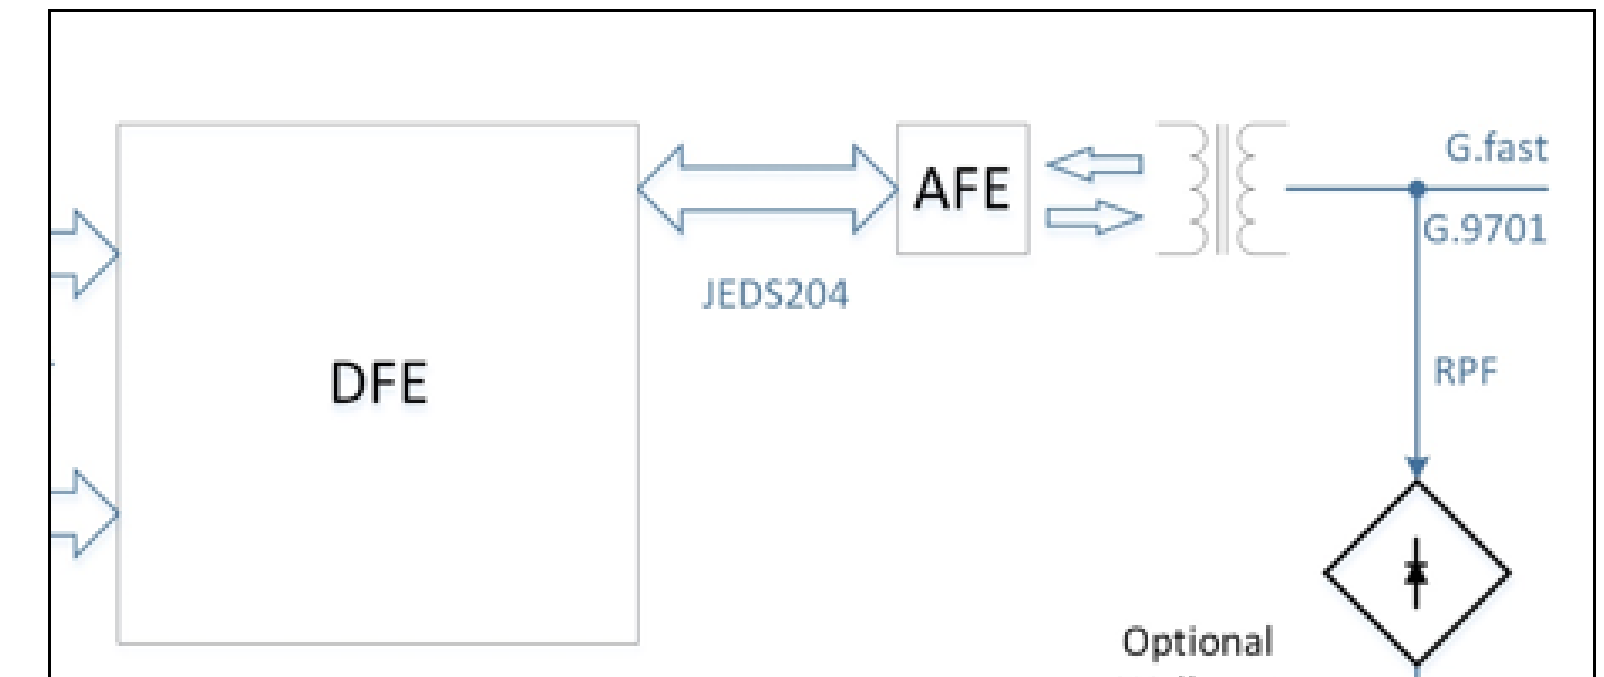 G.fast
AFE
G.9701
JEDS204
RPF
DFE
Optional